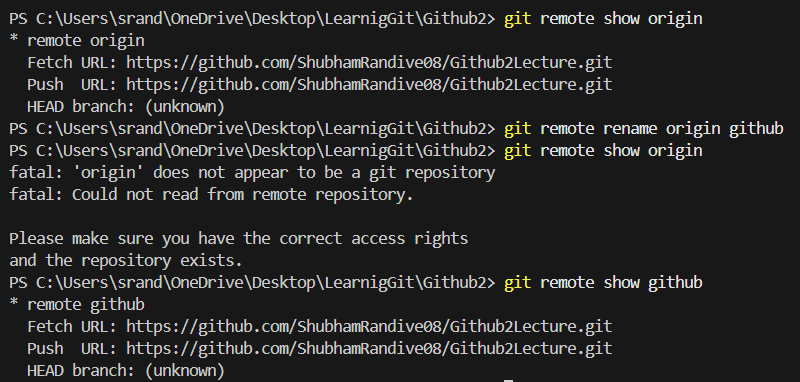 PS C:\Users\srand\OneDrive\Desktop\LearnigGit\Github2> git remote show origin
* remote origin
  Fetch URL: https://github.com/ShubhamRandive08/Github2Lecture.git
  Push  URL: https://github.com/ShubhamRandive08/Github2Lecture.git
  HEAD branch: (unknown)
PS C:\Users\srand\OneDrive\Desktop\LearnigGit\Github2> git remote rename origin github
PS C:\Users\srand\OneDrive\Desktop\LearnigGit\Github2> git remote show origin
fatal: 'origin' does not appear to be a git repository
fatal: Could not read from remote repository.

Please make sure you have the correct access rights
and the repository exists.
PS C:\Users\srand\OneDrive\Desktop\LearnigGit\Github2> git remote show github
* remote github
  Fetch URL: https://github.com/ShubhamRandive08/Github2Lecture.git
  Push  URL: https://github.com/ShubhamRandive08/Github2Lecture.git
  HEAD branch: (unknown)